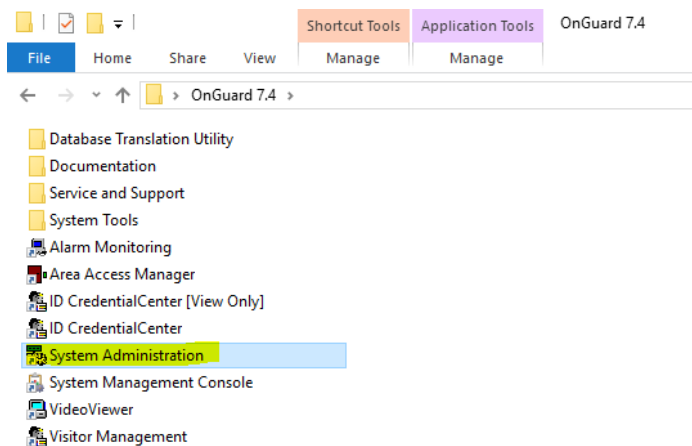 Shortcut Tools Application Tools OnGuard 7.4
File Home Share View Manage Manage
OnGuard 7.4
Database Translation Utility
Documentation
Service and Support
System Tools
Alarm Monitoring
Area Access Manager
ID CredentialCenter [View Only]
ID CredentialCenter
System Administration
System Management Console
VideoViewer
Visitor Management